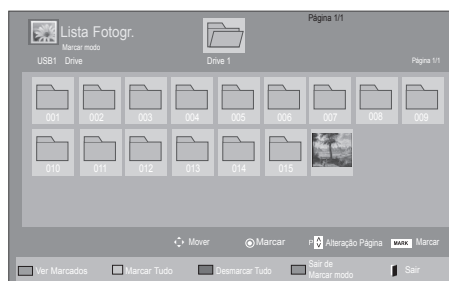 Página 1/1
Lista Fotogr.
Marcar modo
USB1 Drive
Drive 1
Página 1/1
001 002 003 004 005 006 007 008 009
010 011 012 013 014 015
Mover
Marcar
P Alteração Página
MARK Marcar
Ver Marcados
Marcar Tudo
Desmarcar Tudo
Sair de
Marcar modo
Sair